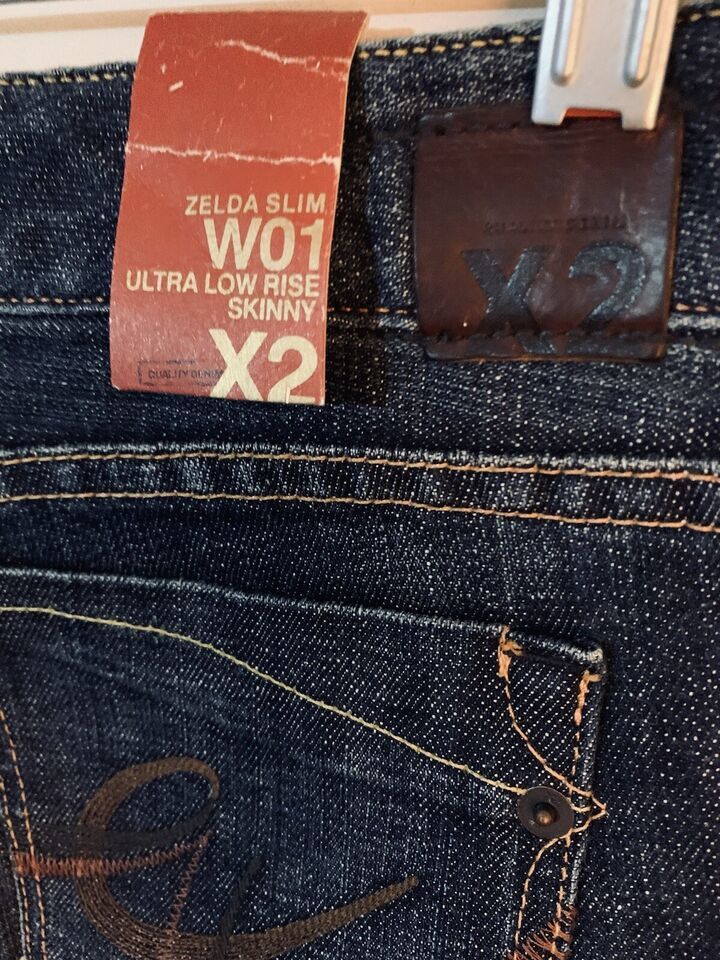 ZELDA SLIM
W01
ULTRA LOW RISE
SKINNY
QUALITY DENIM
X2
X2